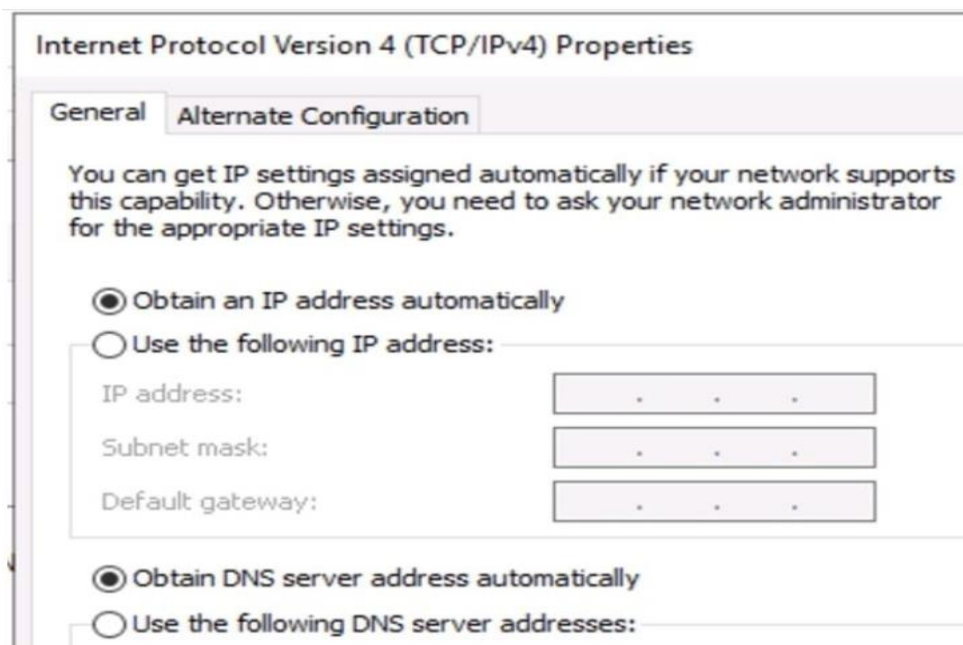 Internet Protocol Version 4 (TCP/IPv4) Properties
General
Alternate Configuration
You can get IP settings assigned automatically if your network supports
this capability. Otherwise, you need to ask your network administrator
for the appropriate IP settings.
Obtain an IP address automatically
Use the following IP address:
IP address:
Subnet mask:
Default gateway:
Obtain DNS server address automatically
Use the following DNS server addresses: